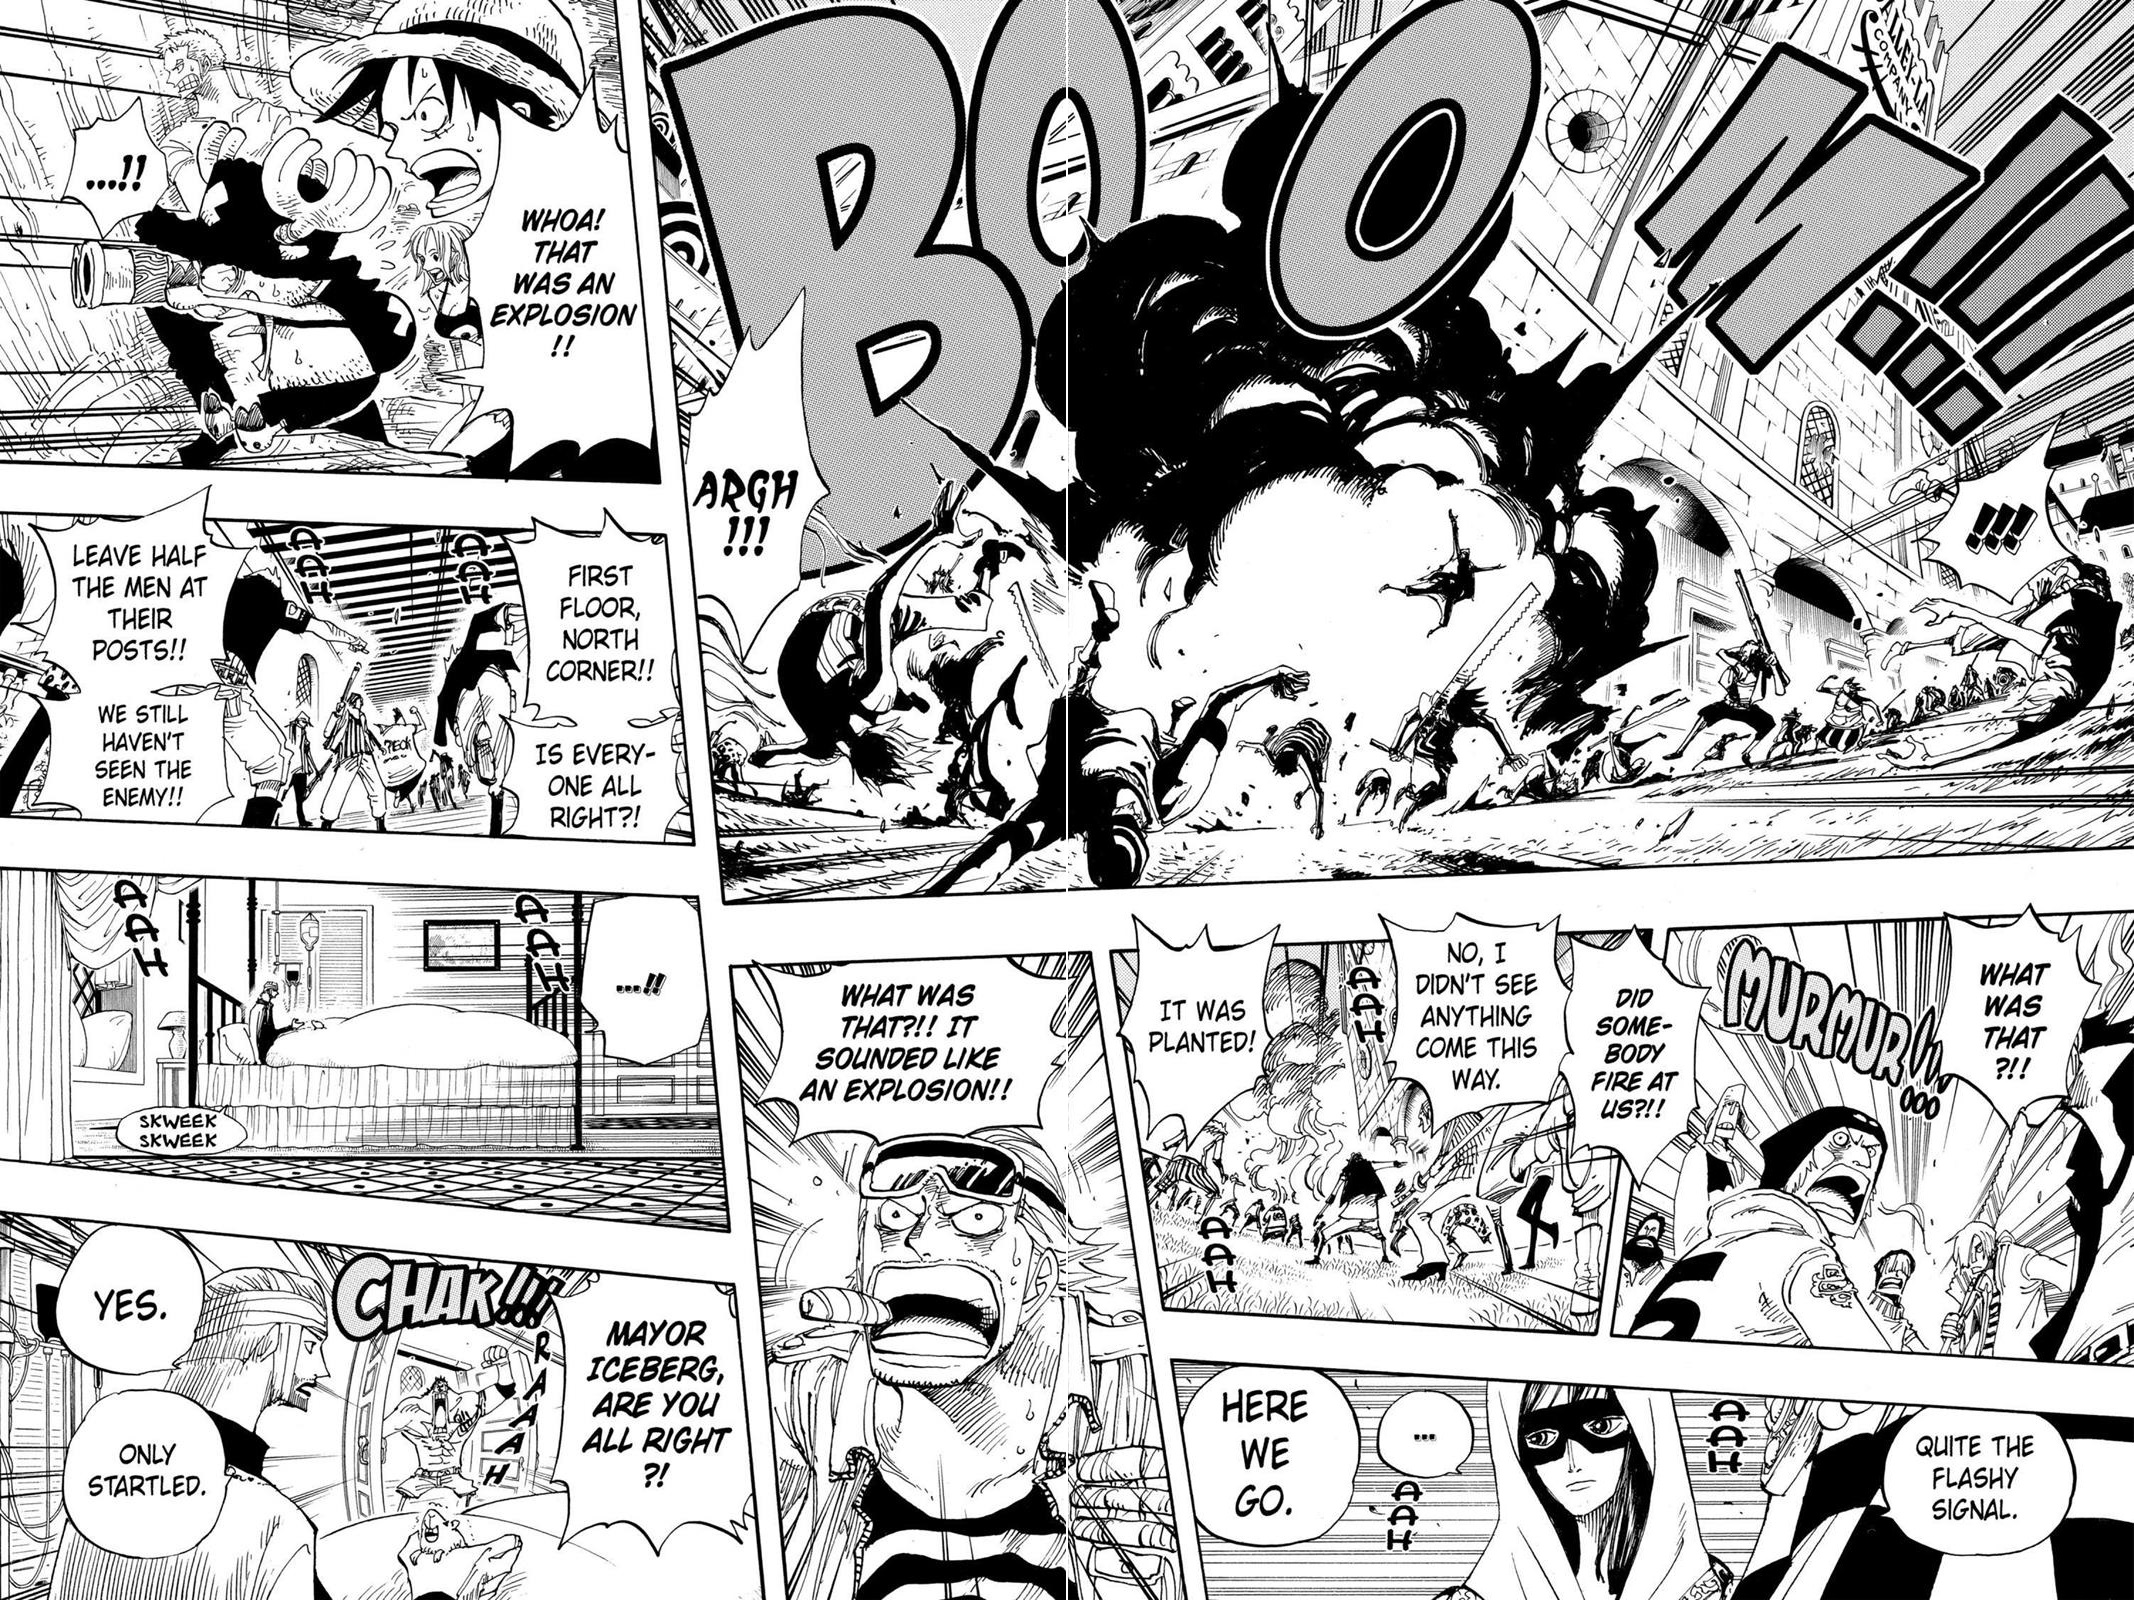 BOOM!!!
COMPANY
!!!
ARGH
!!!
WHAT
WAS
THAT
?!!
MURMUR
DID
SOME-
BODY
FIRE AT
US?!!
NO, I
DIDN'T SEE
ANYTHING
COME THIS
WAY.
AAH
IT WAS
PLANTED!
AAH
QUITE THE
FLASHY
SIGNAL.
AAH
...
AAH
HERE
WE
GO.
WHAT WAS
THAT?!! IT
SOUNDED LIKE
AN EXPLOSION!!
WHOA!
THAT
WAS AN
EXPLOSION
!!
...!!
FIRST
FLOOR,
NORTH
CORNER!!
IS EVERY-
ONE ALL
RIGHT?!
AAH
AAH
LEAVE HALF
THE MEN AT
THEIR
POSTS!!
WE STILL
HAVEN'T
SEEN THE
ENEMY!!
...!!
AAH
AAH
SKWEEK
SKWEEK
MAYOR
ICEBERG,
ARE YOU
ALL RIGHT
?!
RAAAH
CHAK!!!
YES.
ONLY
STARTLED.